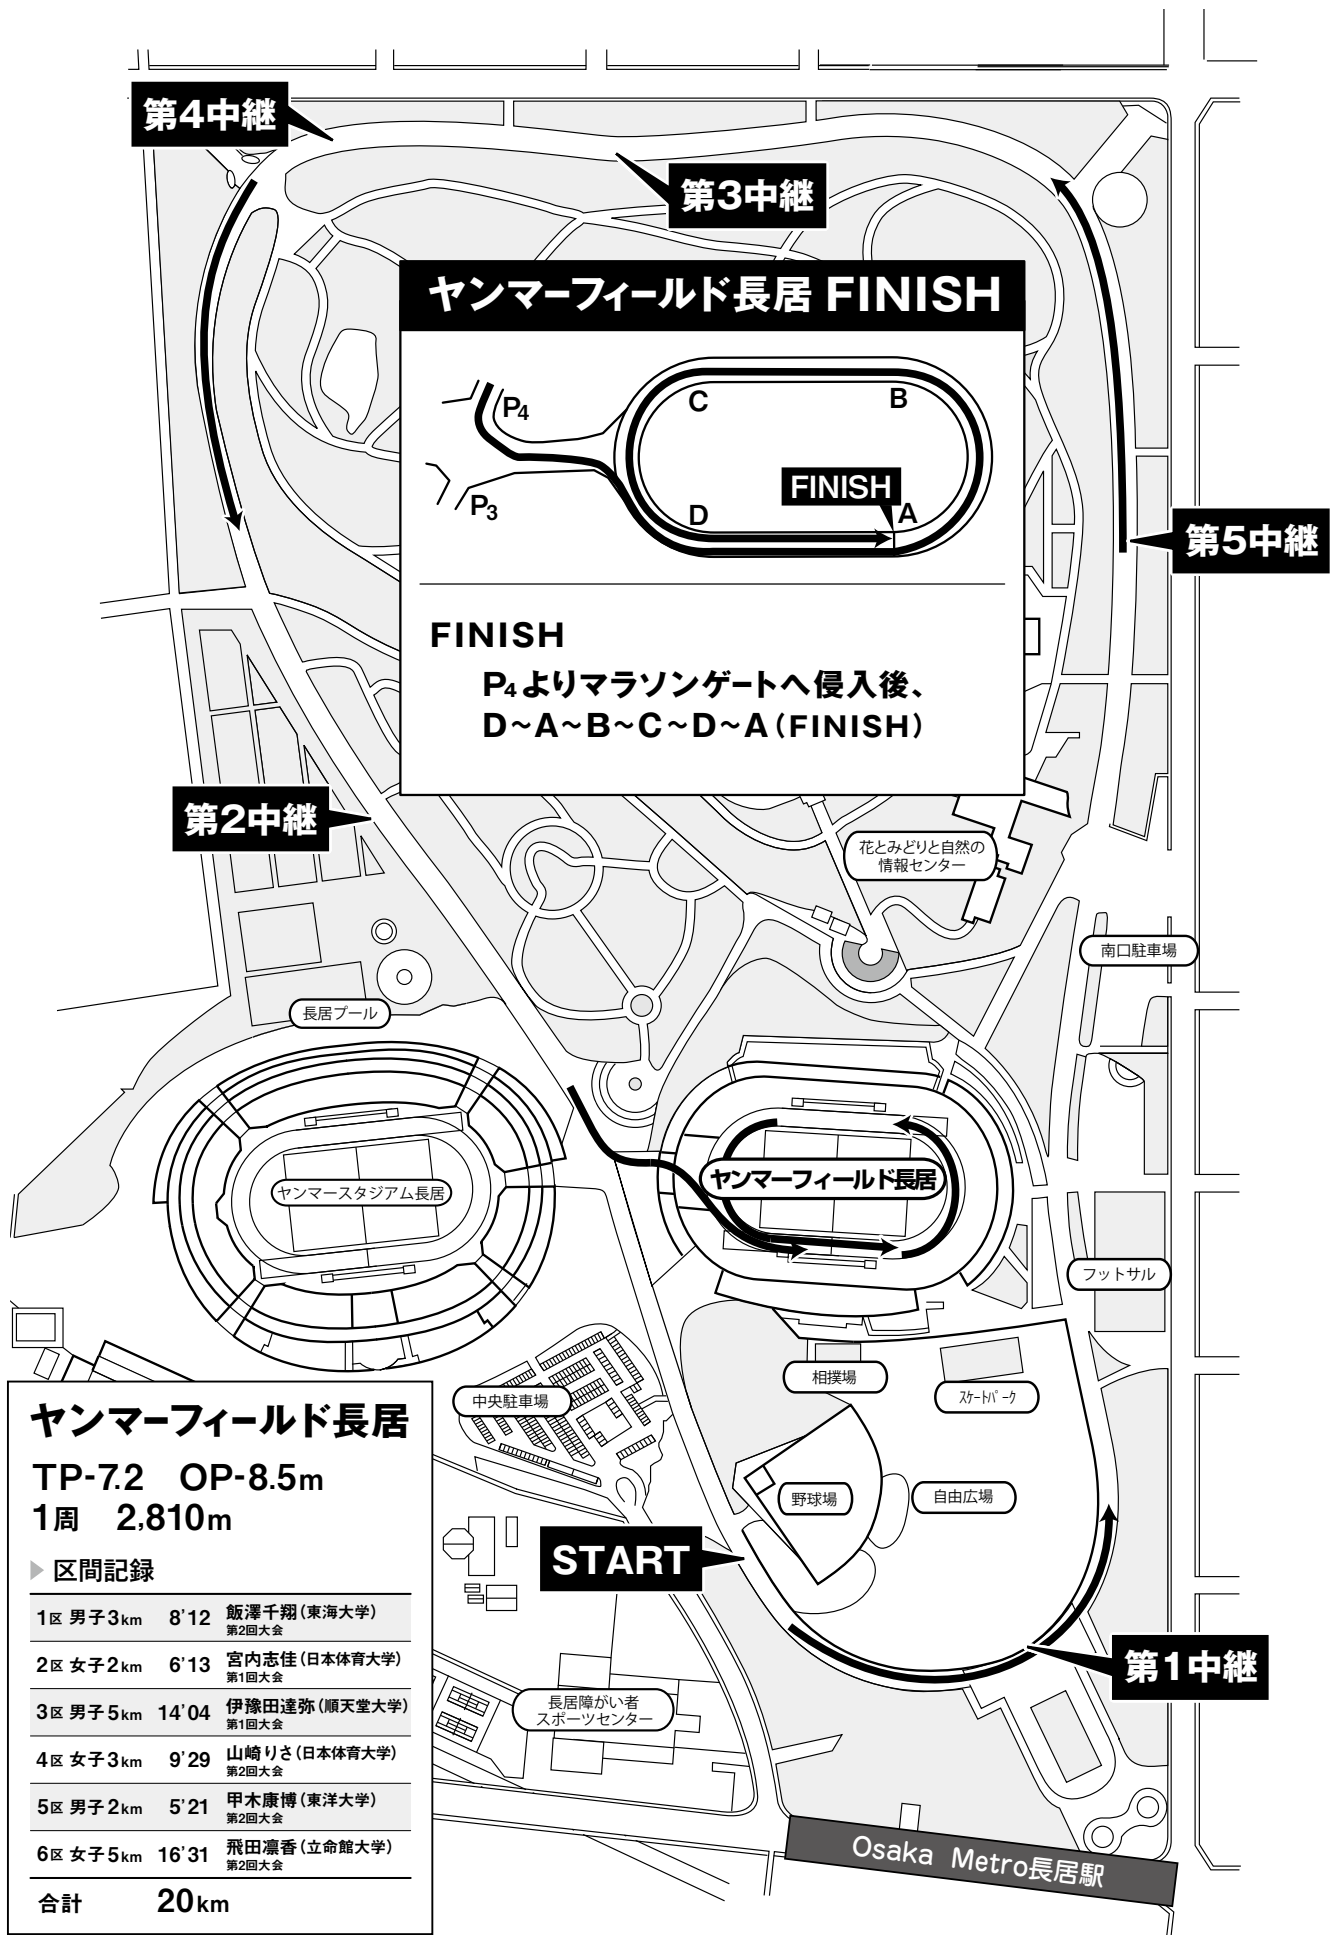 第4中継
第3中継
ヤンマーフィールド長居 FINISH
P4
C
B
FINISH
P3
D
A
第5中継
FINISH
P4よりマラソンゲートへ侵入後、
D~A~B~C~D~A(FINISH)
第2中継
花とみどりと自然の
情報センター
南口駐車場
長居プール
ヤンマースタジアム長居
ヤンマーフィールド長居
フットサル
相撲場
スケートパーク
中央駐車場
野球場
自由広場
START
第1中継
長居障がい者
スポーツセンター
Osaka Metro長居駅
ヤンマーフィールド長居
TP-7.2 OP-8.5m
1周 2,810m
区間記録
1区 男子3km 8'12 飯澤千翔(東海大学)
第2回大会
2区 女子2km 6'13 宮内志佳(日本体育大学)
第1回大会
3区 男子5km 14'04 伊豫田達弥(順天堂大学)
第1回大会
4区 女子3km 9'29 山崎りさ(日本体育大学)
第2回大会
5区 男子2km 5'21 甲木康博(東洋大学)
第2回大会
6区 女子5km 16'31 飛田凛香(立命館大学)
第2回大会
合計 20km